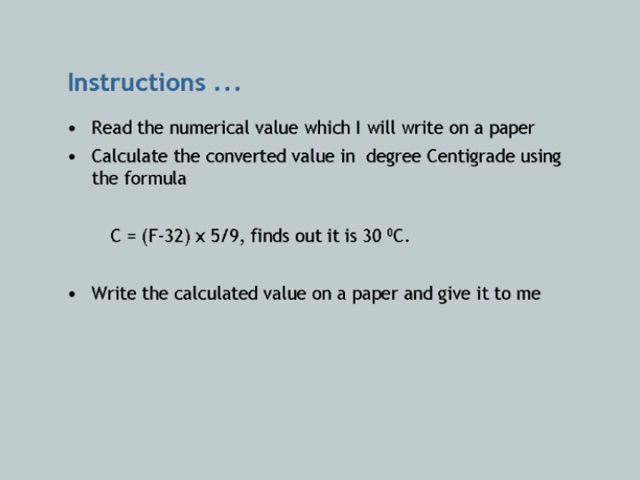 Instructions ...
• Read the numerical value which I will write on a paper
• Calculate the converted value in degree Centigrade using
the formula
C = (F-32) x 5/9, finds out it is 30 ⁰C.
• Write the calculated value on a paper and give it to me